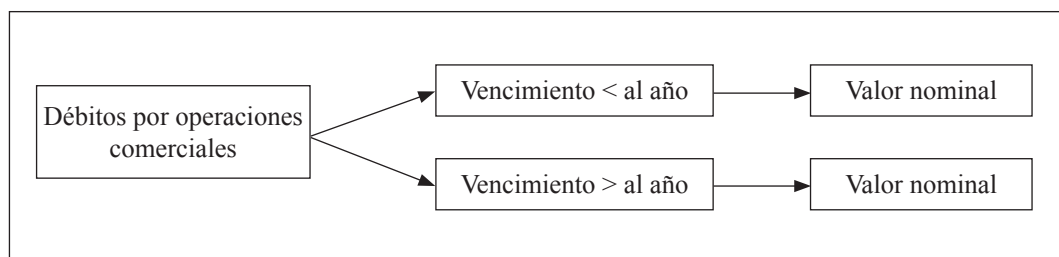 Débitos por operaciones
comerciales
Vencimiento < al año
Valor nominal
Vencimiento > al año
Valor nominal